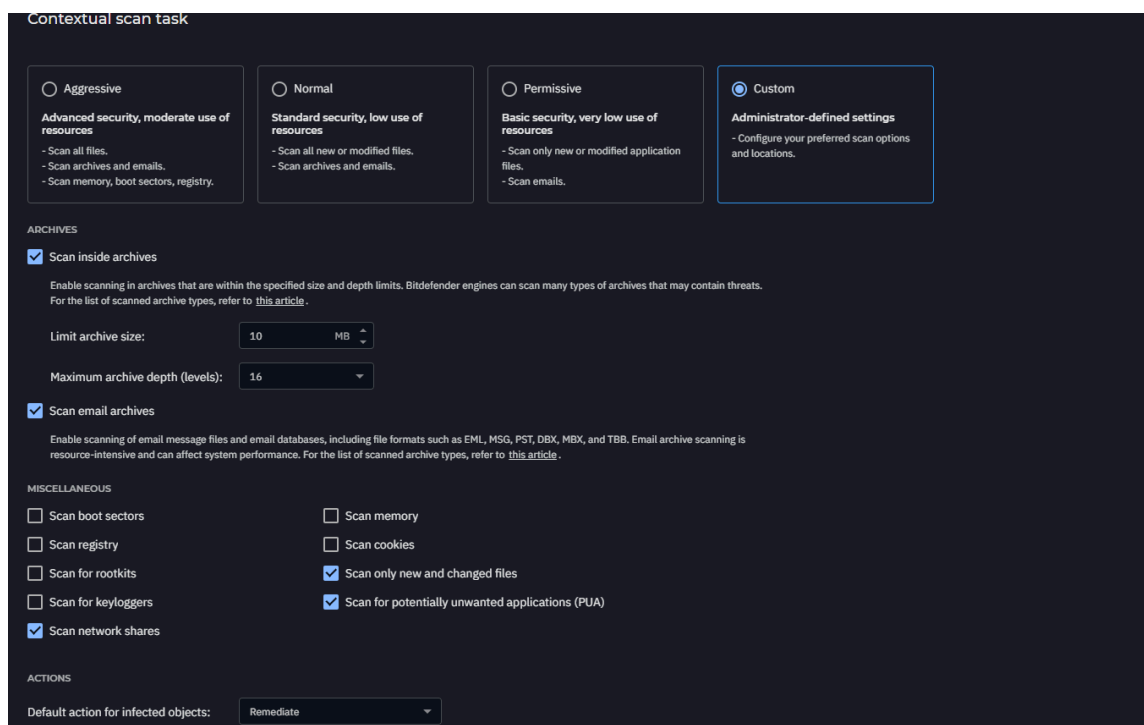 Contextual scan task
Aggressive
Advanced security, moderate use of
resources
- Scan all files.
- Scan archives and emails.
- Scan memory, boot sectors, registry.
Normal
Standard security, low use of
resources
- Scan all new or modified files.
- Scan archives and emails.
Permissive
Basic security, very low use of
resources
- Scan only new or modified application
files.
- Scan emails.
Custom
Administrator-defined settings
- Configure your preferred scan options
and locations.
ARCHIVES
Scan inside archives
Enable scanning in archives that are within the specified size and depth limits. Bitdefender engines can scan many types of archives that may contain threats.
For the list of scanned archive types, refer to this article .
Limit archive size: 10 MB
Maximum archive depth (levels): 16
Scan email archives
Enable scanning of email message files and email databases, including file formats such as EML, MSG, PST, DBX, MBX, and TBB. Email archive scanning is
resource-intensive and can affect system performance. For the list of scanned archive types, refer to this article .
MISCELLANEOUS
Scan boot sectors
Scan memory
Scan registry
Scan cookies
Scan for rootkits
Scan only new and changed files
Scan for keyloggers
Scan for potentially unwanted applications (PUA)
Scan network shares
ACTIONS
Default action for infected objects: Remediate